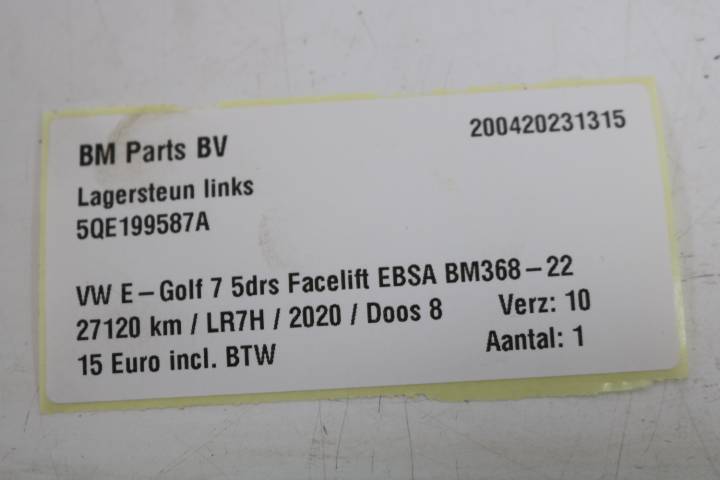 BM Parts BV
200420231315
Lagersteun links
5QE199587A
VW E-Golf 7 5drs Facelift EBSA BM368-22
27120 km / LR7H / 2020 / Doos 8 Verz: 10
15 Euro incl. BTW Aantal: 1